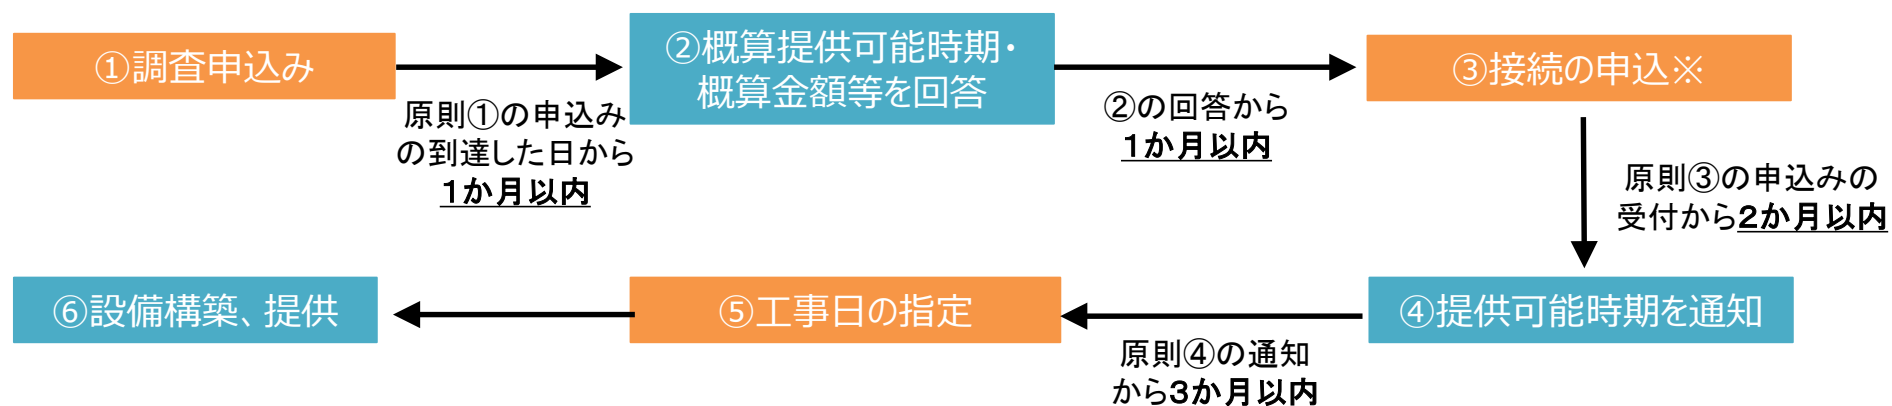 ①調査申込み
原則①の申込み
の到達した日から
1か月以内
②概算提供可能時期・
概算金額等を回答
②の回答から
1か月以内
③接続の申込※
原則③の申込みの
受付から2か月以内
④提供可能時期を通知
原則④の通知
から3か月以内
⑤工事日の指定
⑥設備構築、提供